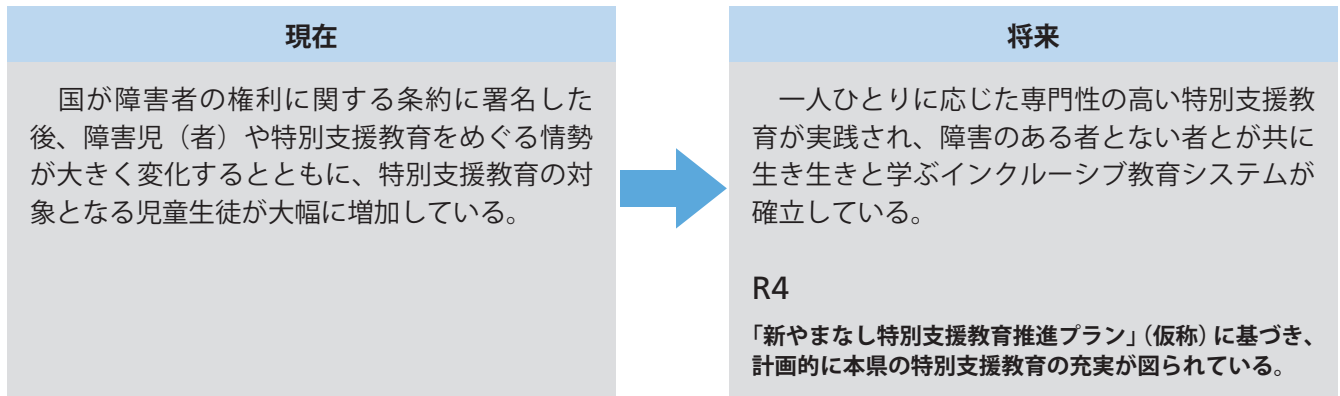 現在
国が障害者の権利に関する条約に署名した
後、障害児（者）や特別支援教育をめぐる情勢
が大きく変化するとともに、特別支援教育の対
象となる児童生徒が大幅に増加している。
将来
一人ひとりに応じた専門性の高い特別支援教
育が実践され、障害のある者とない者とが共に
生き生きと学ぶインクルーシブ教育システムが
確立している。
R4
「新やまなし特別支援教育推進プラン」（仮称）に基づき、
計画的に本県の特別支援教育の充実が図られている。